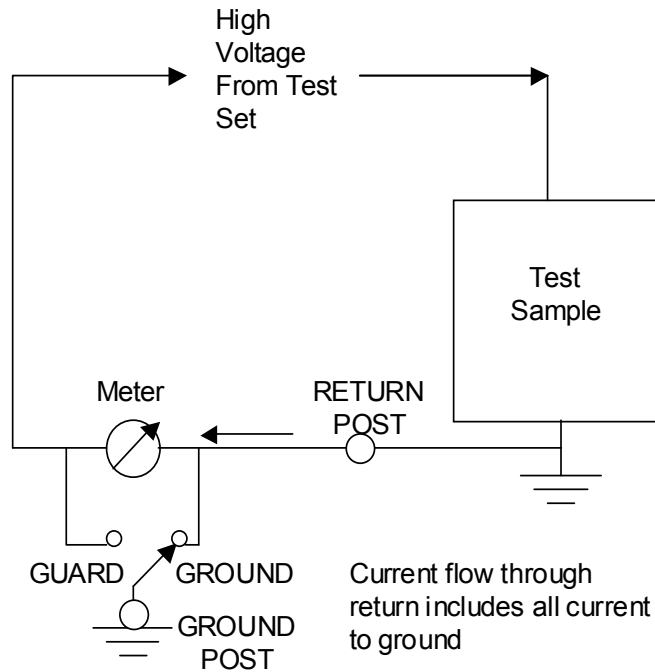 High
Voltage
From Test
Set
Test
Sample
Meter
RETURN
POST
GUARD
GROUND
GROUND
POST
Current flow through
return includes all current
to ground